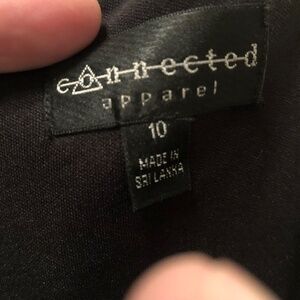 connected
apparel
10
MADE IN
SRI LANKA